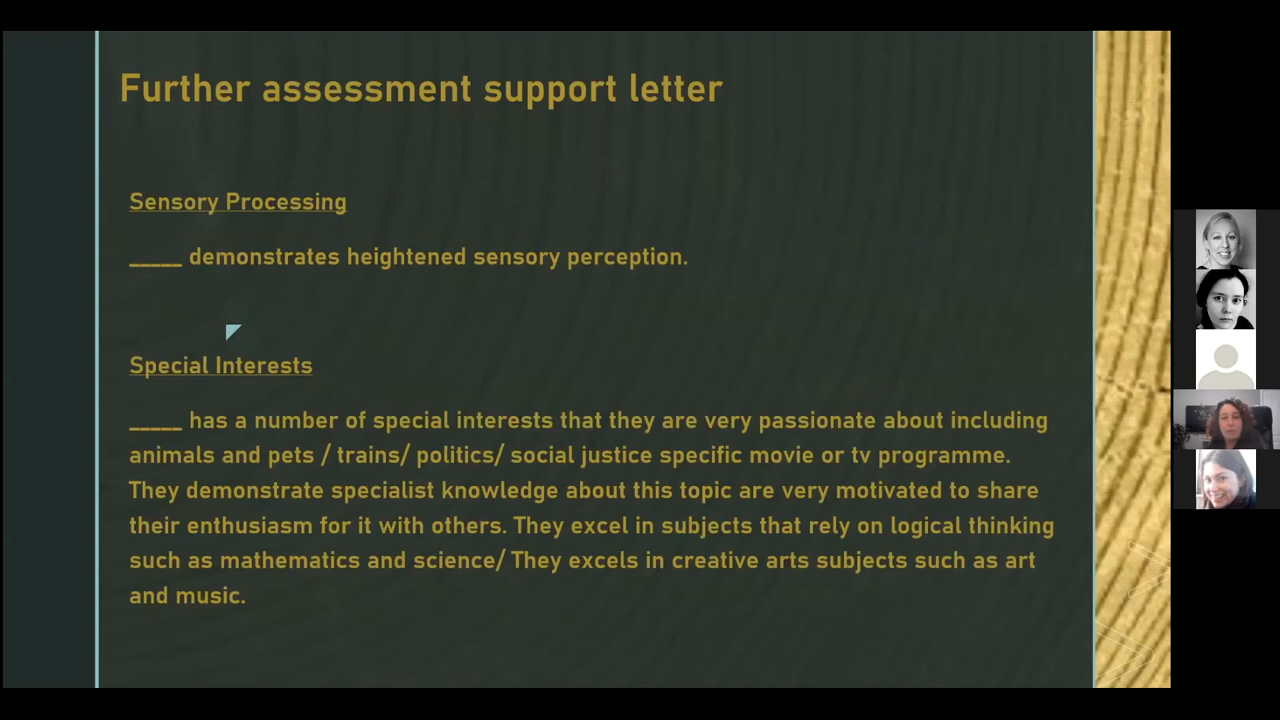 Further assessment support letter
Sensory Processing
_____ demonstrates heightened sensory perception.
Special Interests
_____ has a number of special interests that they are very passionate about including
animals and pets / trains/ politics/ social justice specific movie or tv programme.
They demonstrate specialist knowledge about this topic are very motivated to share
their enthusiasm for it with others. They excel in subjects that rely on logical thinking
such as mathematics and science/ They excels in creative arts subjects such as art
and music.